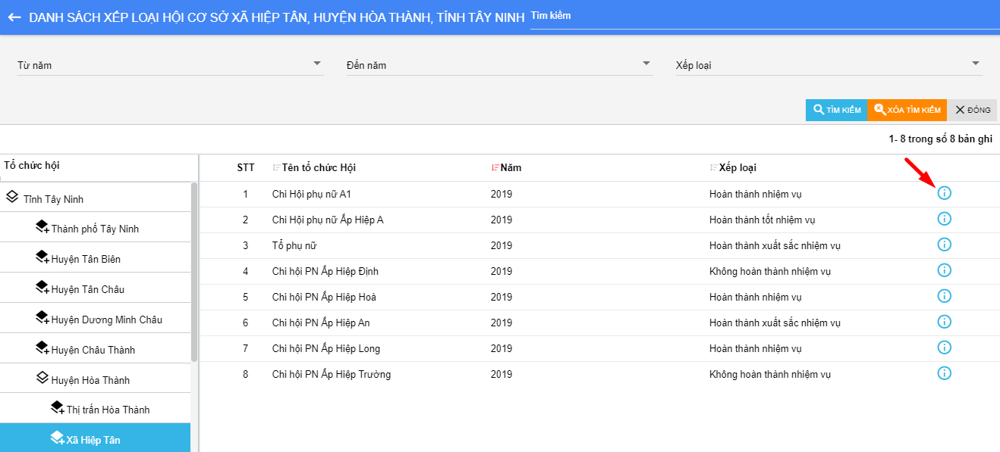 DANH SÁCH XẾP LOẠI HỘI CƠ SỞ XÃ HIỆP TÂN, HUYỆN HÒA THÀNH, TỈNH TÂY NINH Tìm kiếm
Từ năm Đến năm Xếp loại
TÌM KIẾM XÓA TÌM KIẾM ĐÓNG
1- 8 trong số 8 bản ghi
Tổ chức hội
Tỉnh Tây Ninh
Thành phố Tây Ninh
Huyện Tân Biên
Huyện Tân Châu
Huyện Dương Minh Châu
Huyện Châu Thành
Huyện Hòa Thành
Thị trấn Hòa Thành
Xã Hiệp Tân
STT Tên tổ chức Hội Năm Xếp loại
1 Chi Hội phụ nữ A1 2019 Hoàn thành nhiệm vụ
2 Chi Hội phụ nữ Ấp Hiệp A 2019 Hoàn thành tốt nhiệm vụ
3 Tổ phụ nữ 2019 Hoàn thành xuất sắc nhiệm vụ
4 Chi hội PN Ấp Hiệp Định 2019 Không hoàn thành nhiệm vụ
5 Chi hội PN Ấp Hiệp Hoà 2019 Hoàn thành nhiệm vụ
6 Chi hội PN Ấp Hiệp An 2019 Hoàn thành xuất sắc nhiệm vụ
7 Chi hội PN Ấp Hiệp Long 2019 Hoàn thành nhiệm vụ
8 Chi hội PN Ấp Hiệp Trường 2019 Không hoàn thành nhiệm vụ